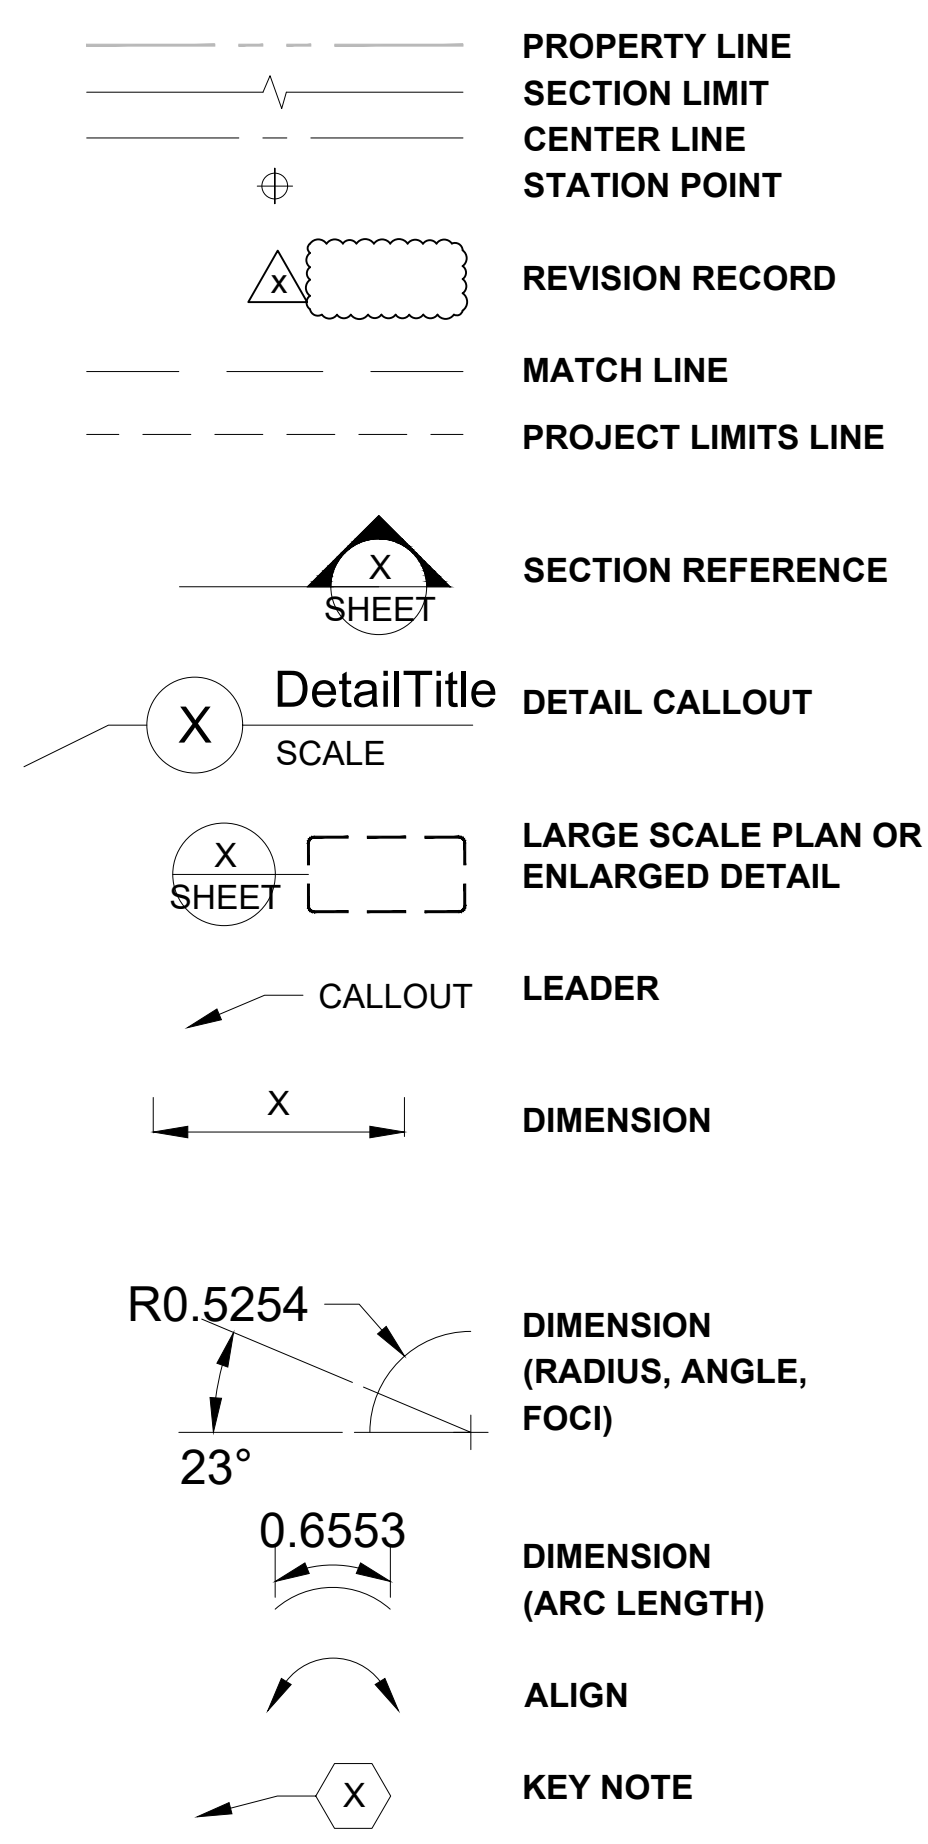 PROPERTY LINE
SECTION LIMIT
CENTER LINE
STATION POINT
X
REVISION RECORD
MATCH LINE
PROJECT LIMITS LINE
X
SHEET
SECTION REFERENCE
X
DetailTitle
SCALE
DETAIL CALLOUT
X
SHEET
LARGE SCALE PLAN OR
ENLARGED DETAIL
CALLOUT
LEADER
X
DIMENSION
R0.5254
23°
DIMENSION
(RADIUS, ANGLE,
FOCI)
0.6553
DIMENSION
(ARC LENGTH)
ALIGN
X
KEY NOTE